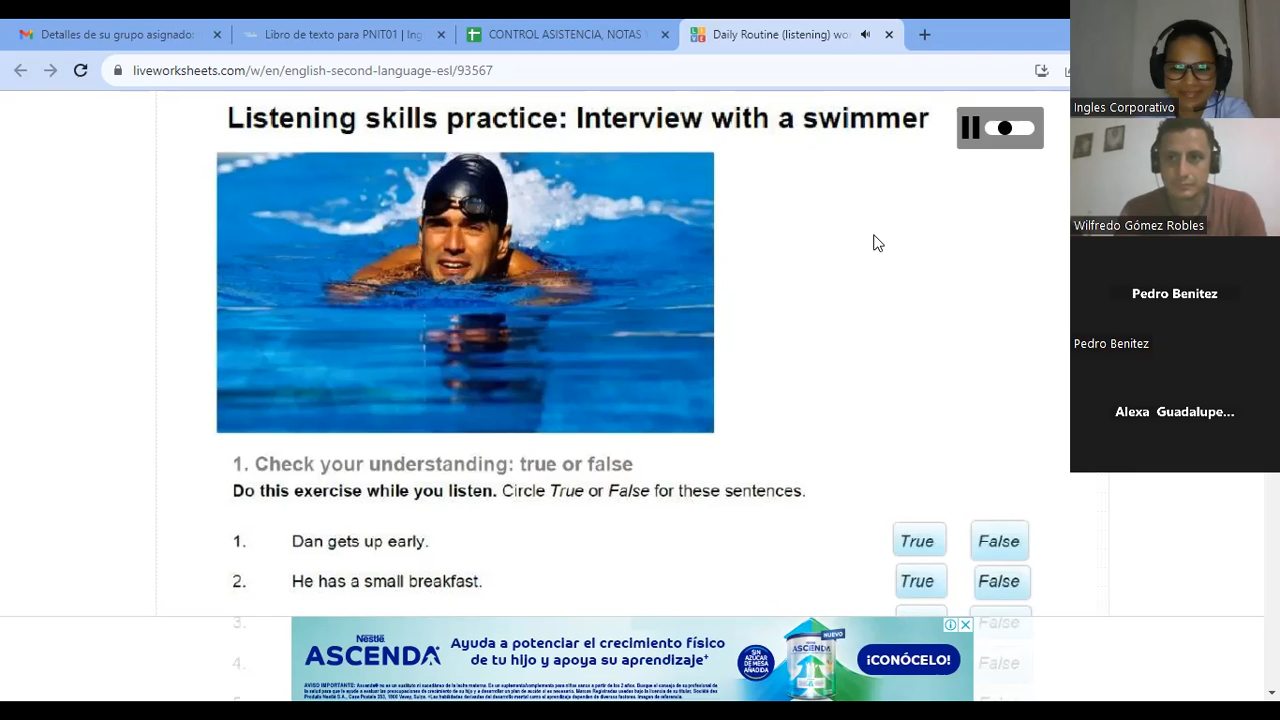 Detalles de su grupo asignado:
Libro de texto para PNIT01 | Ing
CONTROL ASISTENCIA, NOTAS
Daily Routine (listening) wo
liveworksheets.com/w/en/english-second-language-esl/93567
Ingles Corporativo
Wilfredo Gómez Robles
Pedro Benitez
Pedro Benitez
Alexa Guadalupe...
Listening skills practice: Interview with a swimmer
1. Check your understanding: true or false
Do this exercise while you listen. Circle True or False for these sentences.
1. Dan gets up early. True False
2. He has a small breakfast. True False
3. False
4. False
Nestlé
ASCENDA
Ayuda a potenciar el crecimiento físico
de tu hijo y apoya su aprendizaje+
SIN
AZÚCAR
DE MESA
AÑADIDA
NUEVO
ASCENDA
¡CONÓCELO!